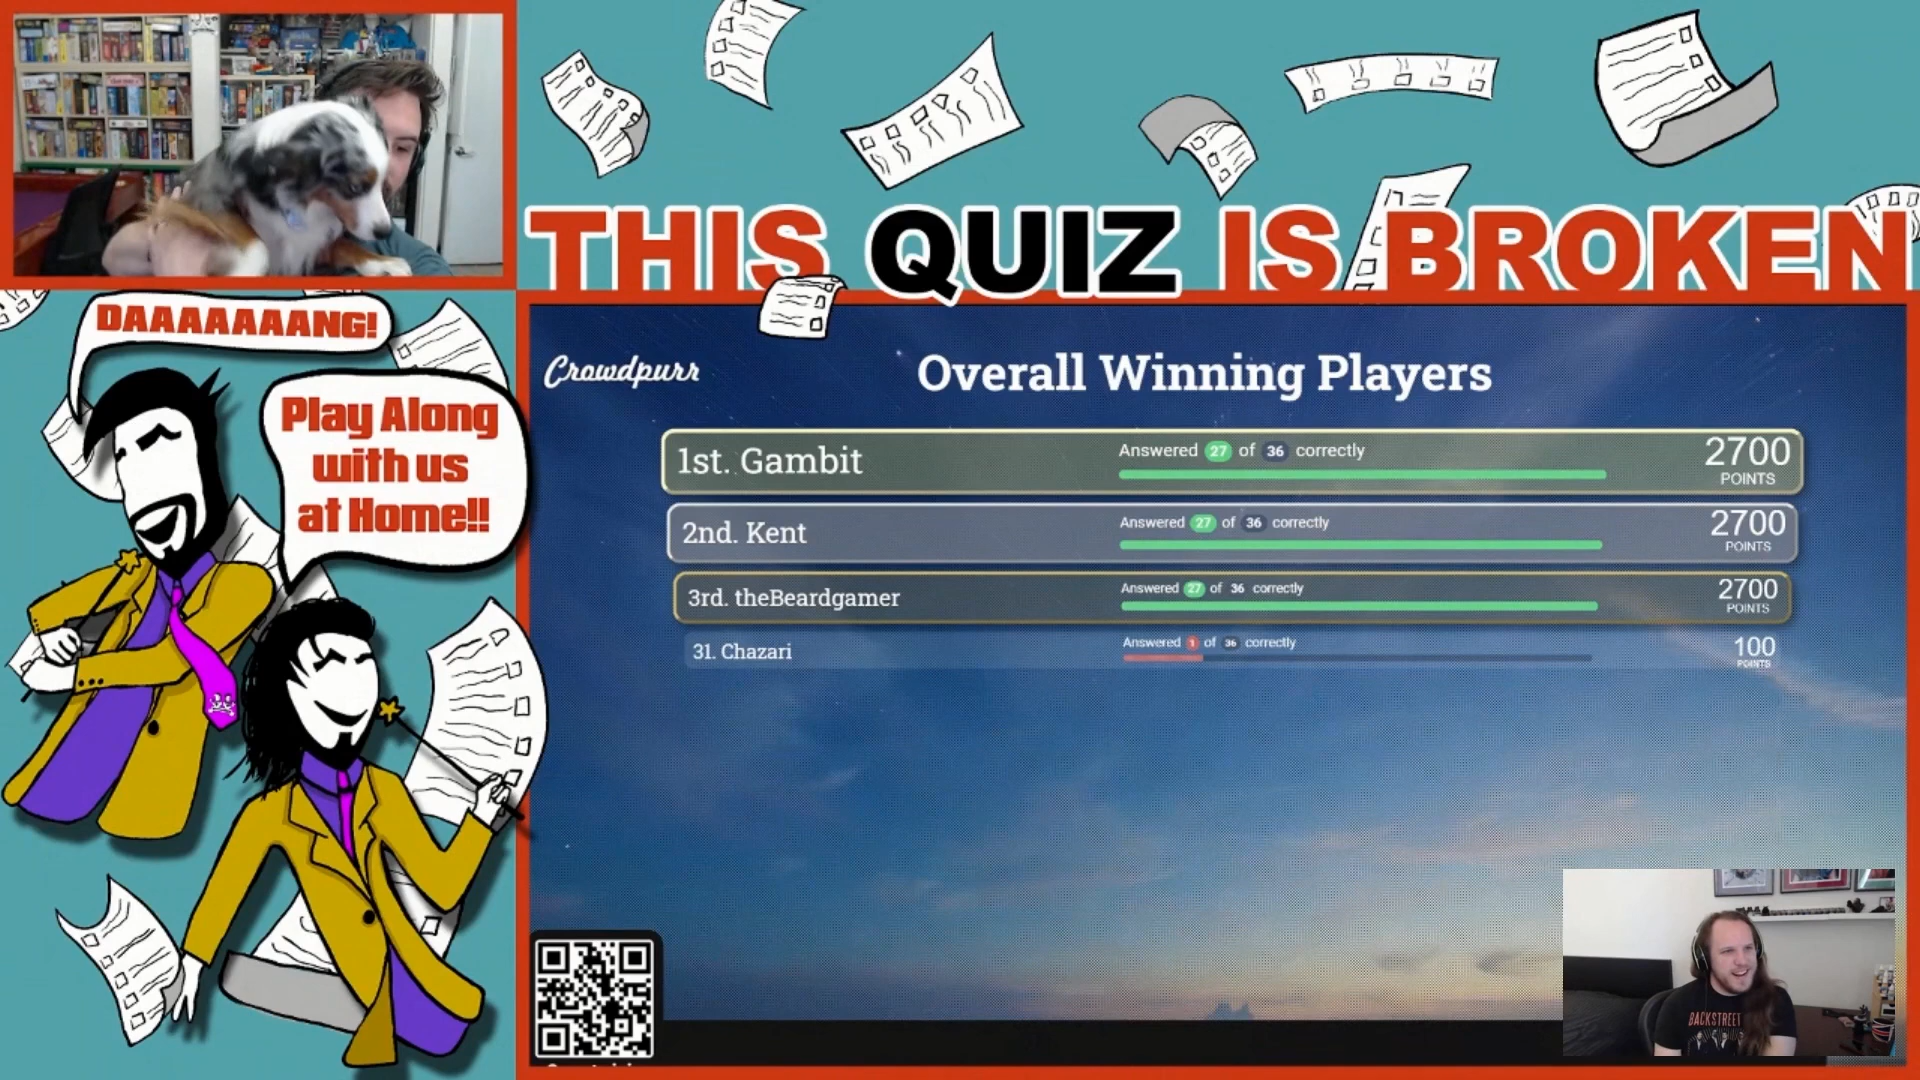 THIS QUIZ IS BROKEN
DAAAAAAANG!
Play Along
with us
at Home!!
Crowdpurr
Overall Winning Players
1st. Gambit
Answered 27 of 36 correctly
2700
POINTS
2nd. Kent
Answered 27 of 36 correctly
2700
POINTS
3rd. theBeardgamer
Answered 27 of 36 correctly
2700
POINTS
31. Chazari
Answered 1 of 36 correctly
100
POINTS
BACKSTREET